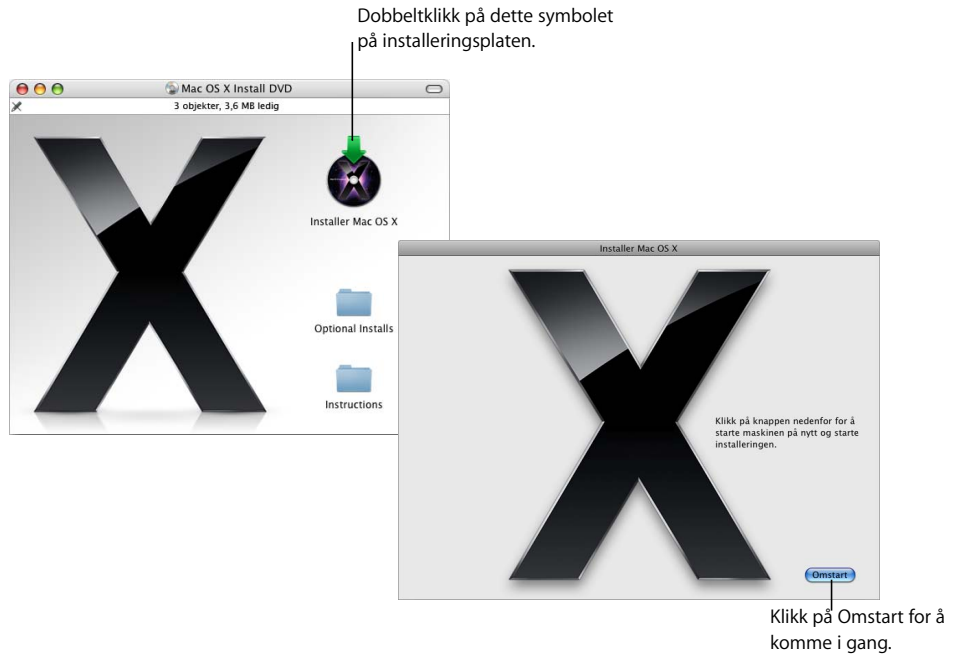 Dobbeltklikk på dette symbolet
på installeringsplaten.
Mac OS X Install DVD
3 objekter, 3,6 MB ledig
Installer Mac OS X
Optional Installs
Instructions
Installer Mac OS X
Klikk på knappen nedenfor for å
starte maskinen på nytt og starte
installeringen.
Omstart
Klikk på Omstart for å
komme i gang.